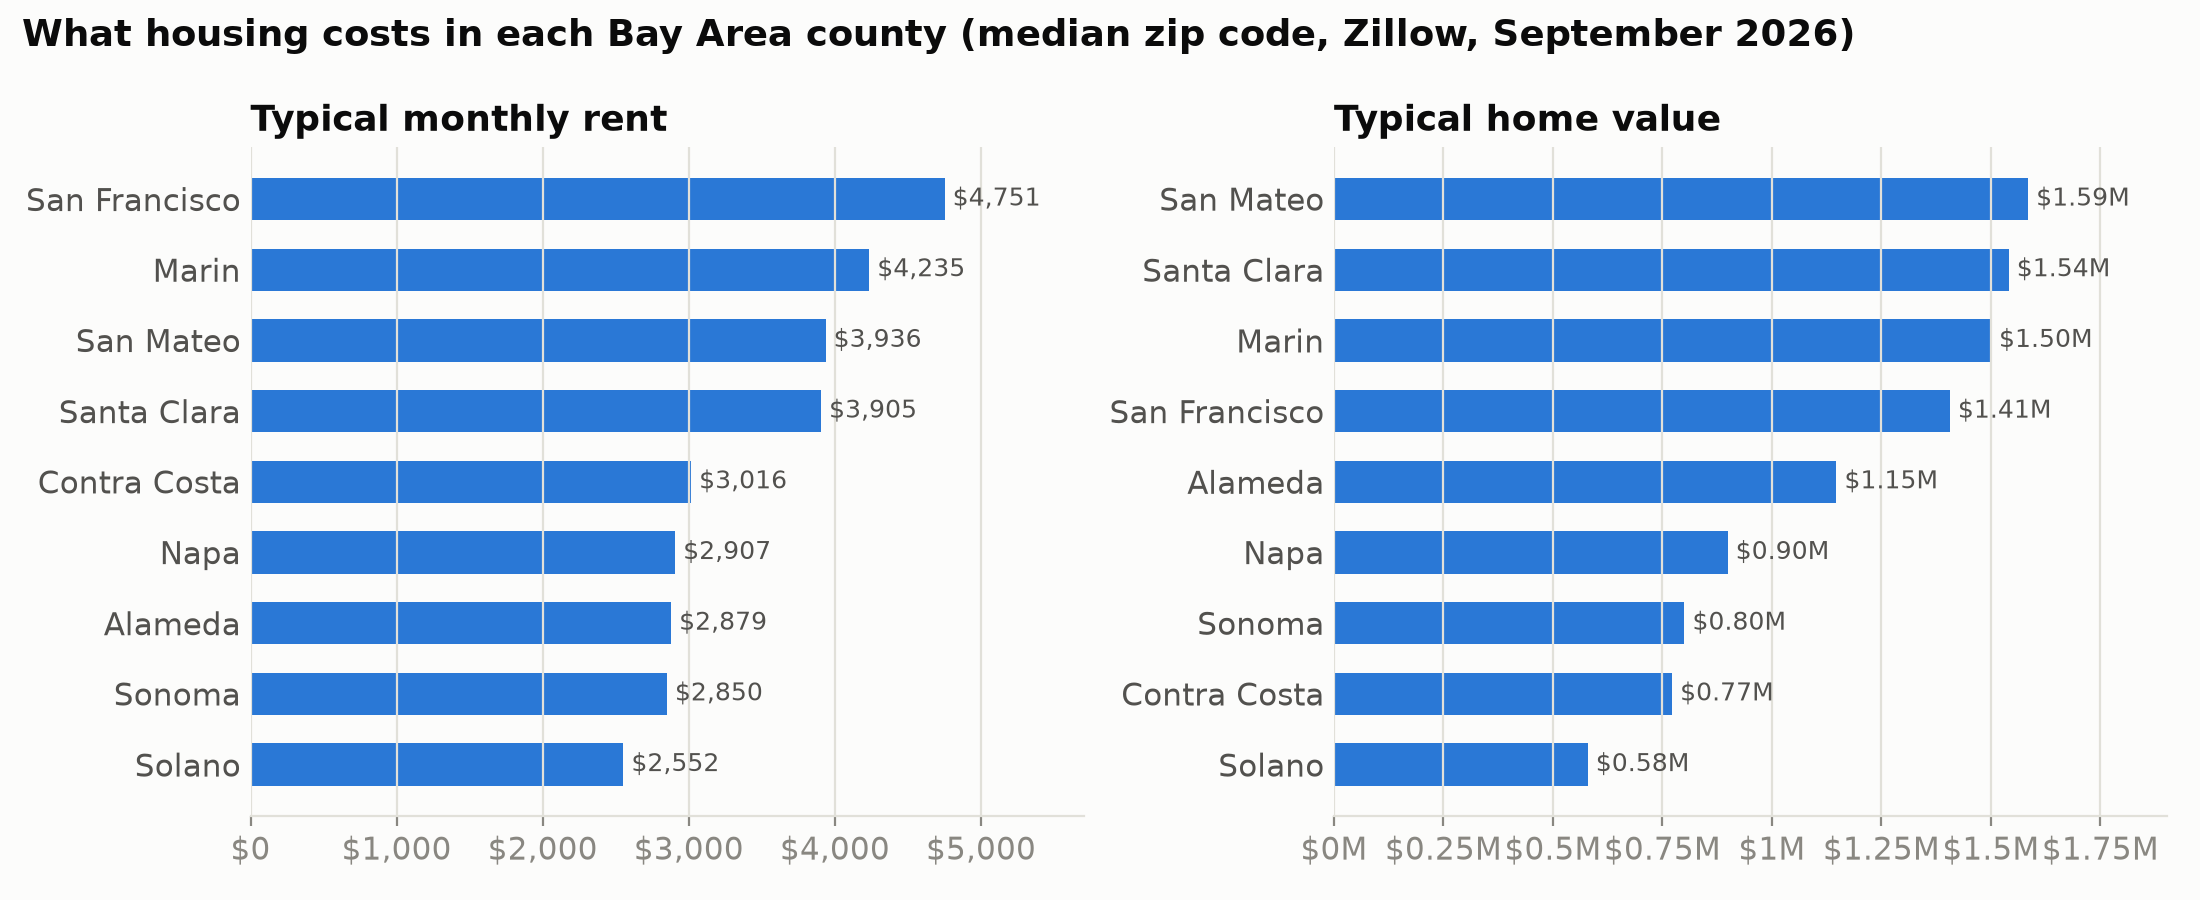 What housing costs in each Bay Area county (median zip code, Zillow, September 2026)
Typical monthly rent
San Francisco $4,751
Marin $4,235
San Mateo $3,936
Santa Clara $3,905
Contra Costa $3,016
Napa $2,907
Alameda $2,879
Sonoma $2,850
Solano $2,552
$0 $1,000 $2,000 $3,000 $4,000 $5,000
Typical home value
San Mateo $1.59M
Santa Clara $1.54M
Marin $1.50M
San Francisco $1.41M
Alameda $1.15M
Napa $0.90M
Sonoma $0.80M
Contra Costa $0.77M
Solano $0.58M
$0M $0.25M $0.5M $0.75M $1M $1.25M $1.5M $1.75M